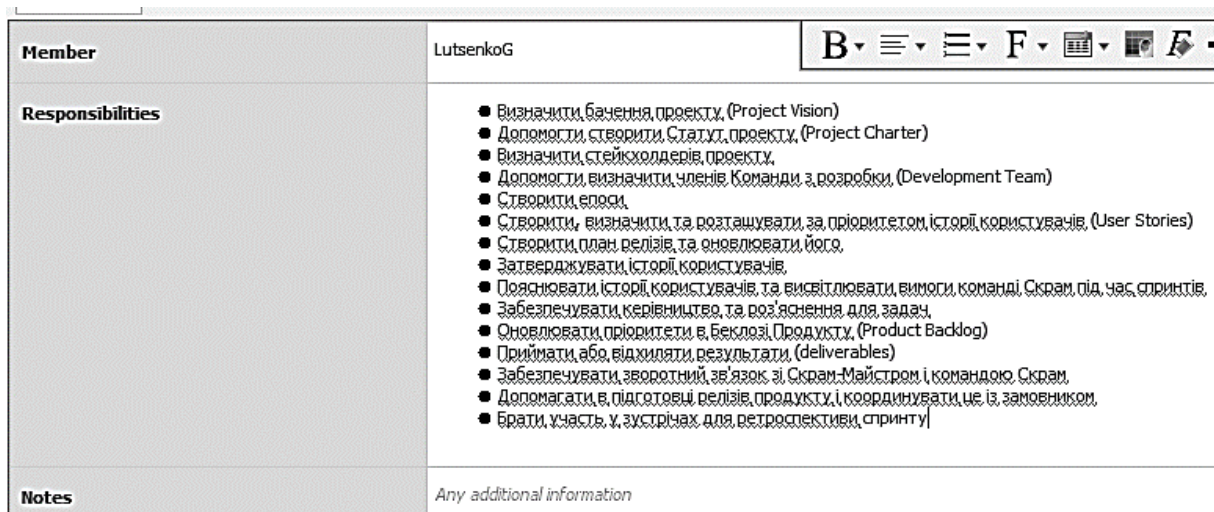 Member
LutsenkoG
Responsibilities
Визначити бачення проекту (Project Vision)
Допомогти створити Статут проекту (Project Charter)
Визначити стейкхолдерів проекту
Допомогти визначити членів Команди з розробки (Development Team)
Створити епоси
Створити, визначити та розташувати за пріоритетом історії користувачів (User Stories)
Створити план релізів та оновлювати його
Затверджувати історії користувачів
Пояснювати історії користувачів та висвітлювати вимоги команді Скрам під час спринтів
Забезпечувати керівництво та роз'яснення для задач
Оновлювати пріоритети в Беклозі Продукту (Product Backlog)
Приймати або відхиляти результати (deliverables)
Забезпечувати зворотний зв'язок зі Скрам-Майстром і командою Скрам
Допомагати в підготовці релізів продукту і координувати це із замовником
Брати участь у зустрічах для ретроспективи спринту
Notes
Any additional information